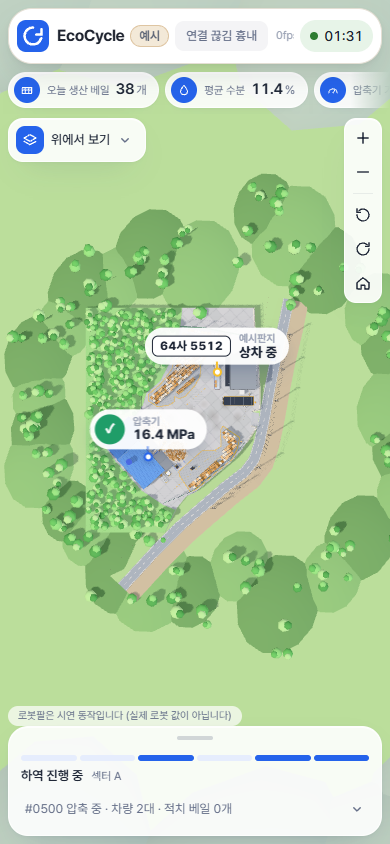 EcoCycle 예시 연결 끊김 흉내 0fp 01:31
오늘 생산 베일 38개 평균 수분 11.4% 압축기
위에서 보기
64사 5512 예시판지 상차 중
압축기
16.4 MPa
로봇팔은 시연 동작입니다 (실제 로봇 값이 아닙니다)
하역 진행 중 섹터 A
#0500 압축 중 · 차량 2대 · 적치 베일 0개